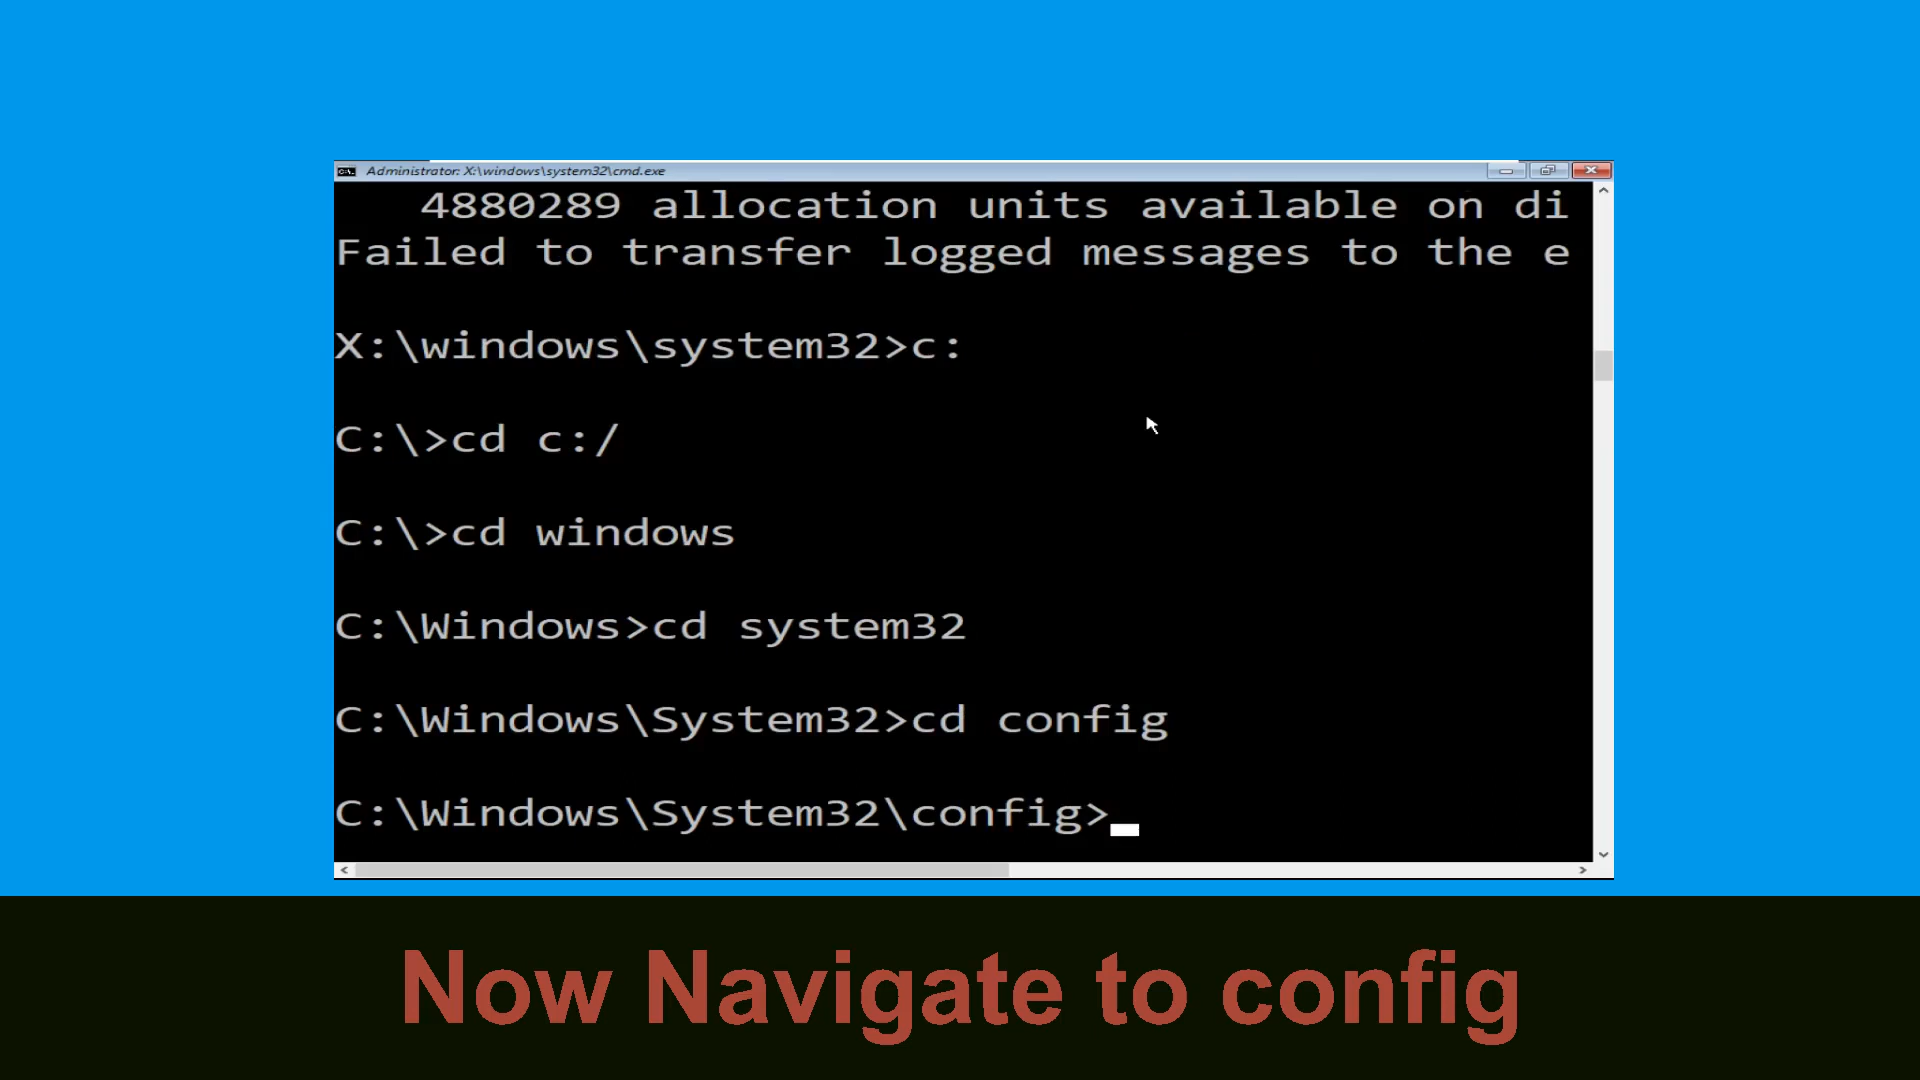 Administrator: X:\windows\system32\cmd.exe
4880289 allocation units available on di
Failed to transfer logged messages to the e
X:\windows\system32>c:
C:\>cd c:/
C:\>cd windows
C:\Windows>cd system32
C:\Windows\System32>cd config
C:\Windows\System32\config>
Now Navigate to config